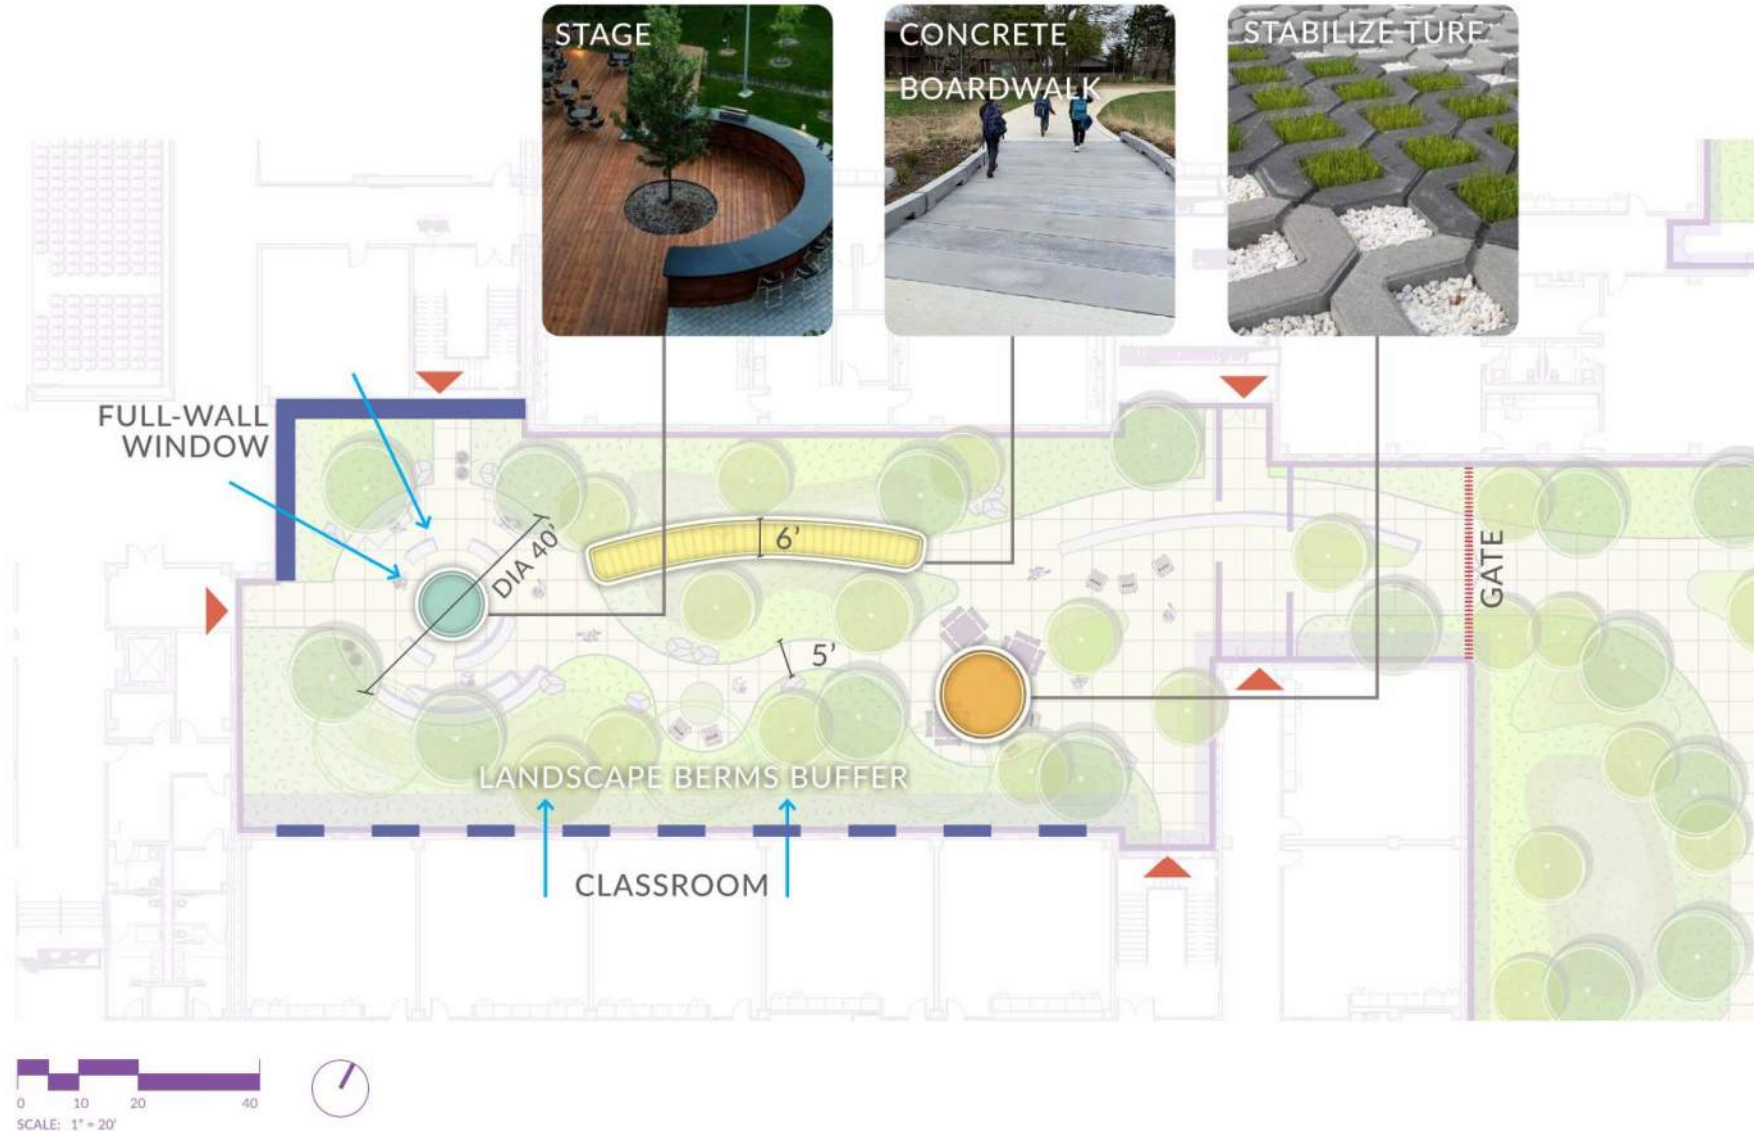 STAGE
CONCRETE
BOARDWALK
STABILIZE TURF
FULL-WALL
WINDOW
DIA 40'
6'
5'
GATE
LANDSCAPE BERMS BUFFER
CLASSROOM
0 10 20 40
SCALE: 1" = 20'